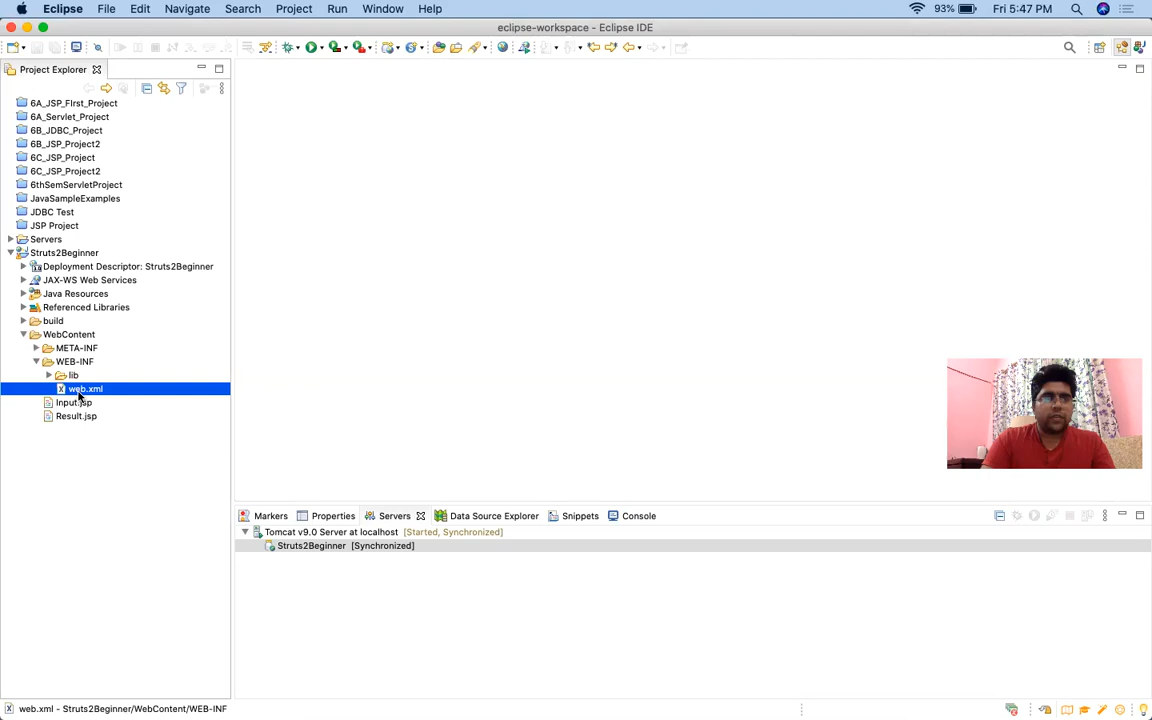 Eclipse File Edit Navigate Search Project Run Window Help 93% Fri 5:47 PM
eclipse-workspace - Eclipse IDE
Project Explorer
6A_JSP_FIrst_Project
6A_Servlet_Project
6B_JDBC_Project
6B_JSP_Project2
6C_JSP_Project
6C_JSP_Project2
6thSemServletProject
JavaSampleExamples
JDBC Test
JSP Project
Servers
Struts2Beginner
Deployment Descriptor: Struts2Beginner
JAX-WS Web Services
Java Resources
Referenced Libraries
build
WebContent
META-INF
WEB-INF
lib
web.xml
Input.jsp
Result.jsp
Markers Properties Servers Data Source Explorer Snippets Console
Tomcat v9.0 Server at localhost [Started, Synchronized]
Struts2Beginner [Synchronized]
web.xml - Struts2Beginner/WebContent/WEB-INF